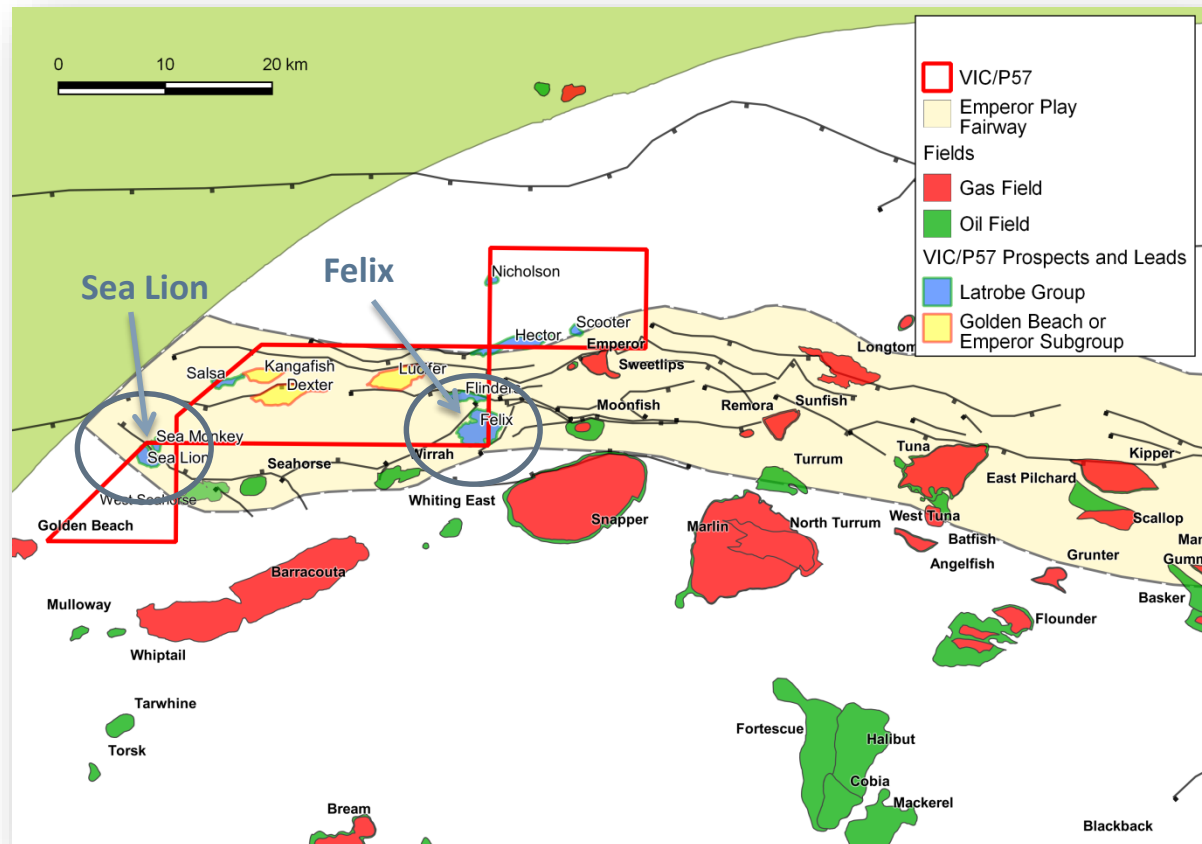 0 10 20 km
VIC/P57
Emperor Play
Fairway
Fields
Gas Field
Oil Field
VIC/P57 Prospects and Leads
Latrobe Group
Golden Beach or
Emperor Subgroup
Sea Lion
Felix
Nicholson
Scooter
Hector
Emperor
Sweetlips
Longtom
Salsa
Kangafish
Dexter
Lucifer
Flinders
Felix
Moonfish
Remora
Sunfish
Sea Monkey
Sea Lion
Seahorse
Wirrah
West Seahorse
Whiting East
Snapper
Turrum
Tuna
Kipper
East Pilchard
Golden Beach
Marlin
North Turrum
West Tuna
Scallop
Batfish
Angelfish
Grunter
Barracouta
Mulloway
Whiptail
Basker
Flounder
Tarwhine
Torsk
Fortescue
Halibut
Cobia
Mackerel
Bream
Blackback